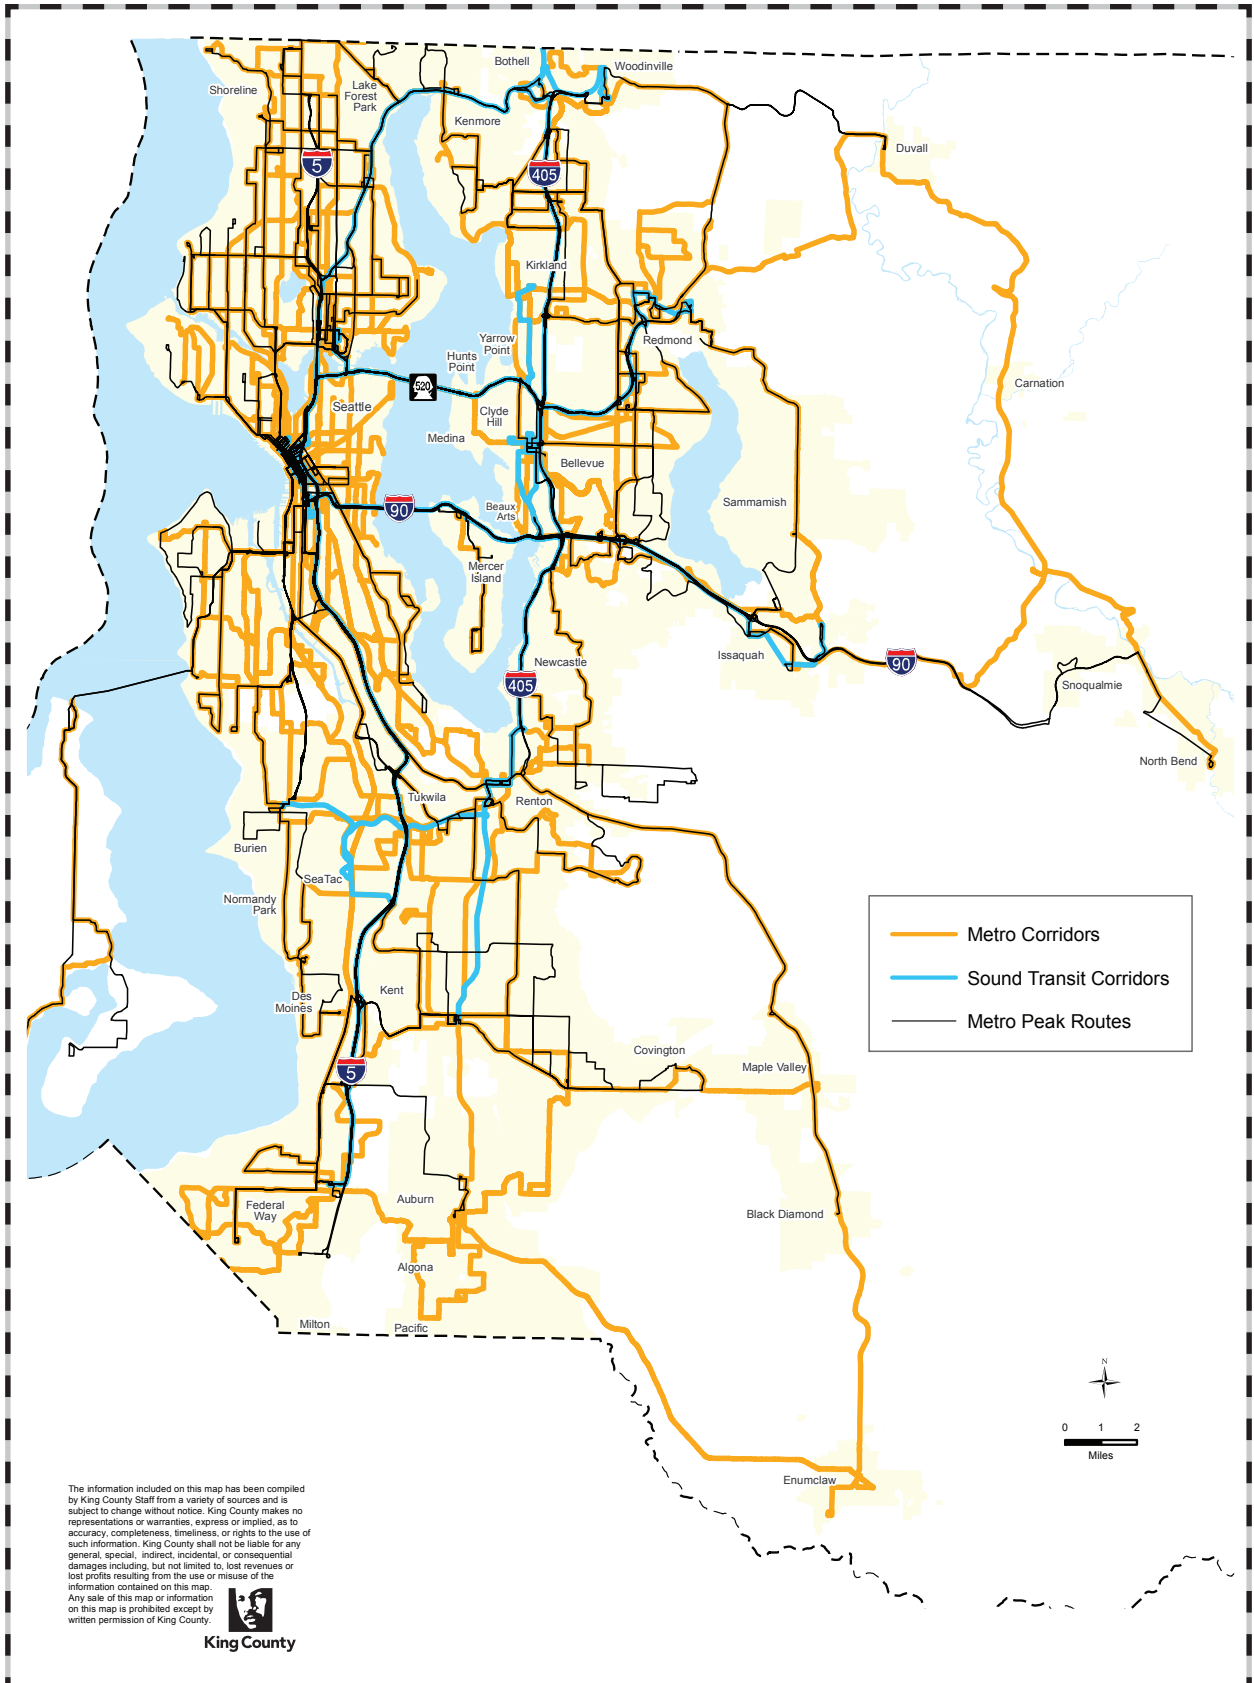 Bothell
Woodinville
Shoreline
Lake
Forest
Park
Kenmore
5
405
Duvall
Kirkland
Yarrow
Point
Hunts
Point
Redmond
520
Carnation
Seattle
Clyde
Hill
Medina
Bellevue
90
Beaux
Arts
Sammamish
Mercer
Island
Newcastle
405
Issaquah
90
Snoqualmie
North Bend
Tukwila
Renton
Burien
SeaTac
Normandy
Park
Metro Corridors
Sound Transit Corridors
Metro Peak Routes
Kent
Des
Moines
Covington
Maple Valley
5
Auburn
Federal
Way
Black Diamond
Algona
Milton
Pacific
N
0 1 2
Miles
Enumclaw
The information included on this map has been compiled
by King County Staff from a variety of sources and is
subject to change without notice. King County makes no
representations or warranties, express or implied, as to
accuracy, completeness, timeliness, or rights to the use of
such information. King County shall not be liable for any
general, special, indirect, incidental, or consequential
damages including, but not limited to, lost revenues or
lost profits resulting from the use or misuse of the
information contained on this map.
Any sale of this map or information
on this map is prohibited except by
written permission of King County.
King County